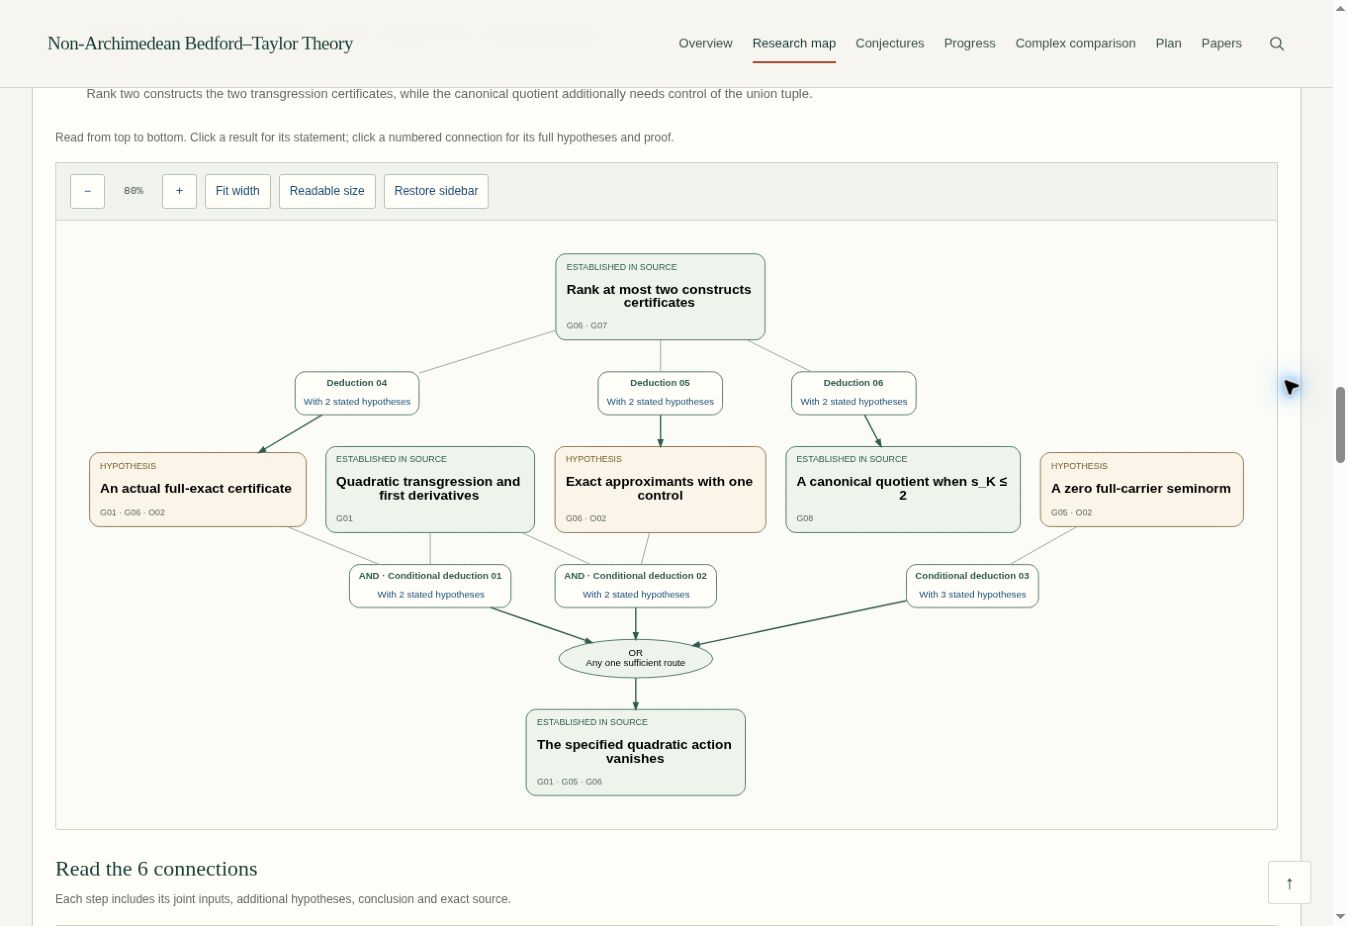 Non-Archimedean Bedford–Taylor Theory
Overview
Research map
Conjectures
Progress
Complex comparison
Plan
Papers
Rank two constructs the two transgression certificates, while the canonical quotient additionally needs control of the union tuple.
Read from top to bottom. Click a result for its statement; click a numbered connection for its full hypotheses and proof.
−
80%
+
Fit width
Readable size
Restore sidebar
ESTABLISHED IN SOURCE
Rank at most two constructs
certificates
G06 · G07
Deduction 04
With 2 stated hypotheses
Deduction 05
With 2 stated hypotheses
Deduction 06
With 2 stated hypotheses
HYPOTHESIS
An actual full-exact certificate
G01 · G06 · O02
ESTABLISHED IN SOURCE
Quadratic transgression and
first derivatives
G01
HYPOTHESIS
Exact approximants with one
control
G06 · O02
ESTABLISHED IN SOURCE
A canonical quotient when s_K ≤
2
G08
HYPOTHESIS
A zero full-carrier seminorm
G05 · O02
AND · Conditional deduction 01
With 2 stated hypotheses
AND · Conditional deduction 02
With 2 stated hypotheses
Conditional deduction 03
With 3 stated hypotheses
OR
Any one sufficient route
ESTABLISHED IN SOURCE
The specified quadratic action
vanishes
G01 · G05 · G06
Read the 6 connections
↑
Each step includes its joint inputs, additional hypotheses, conclusion and exact source.